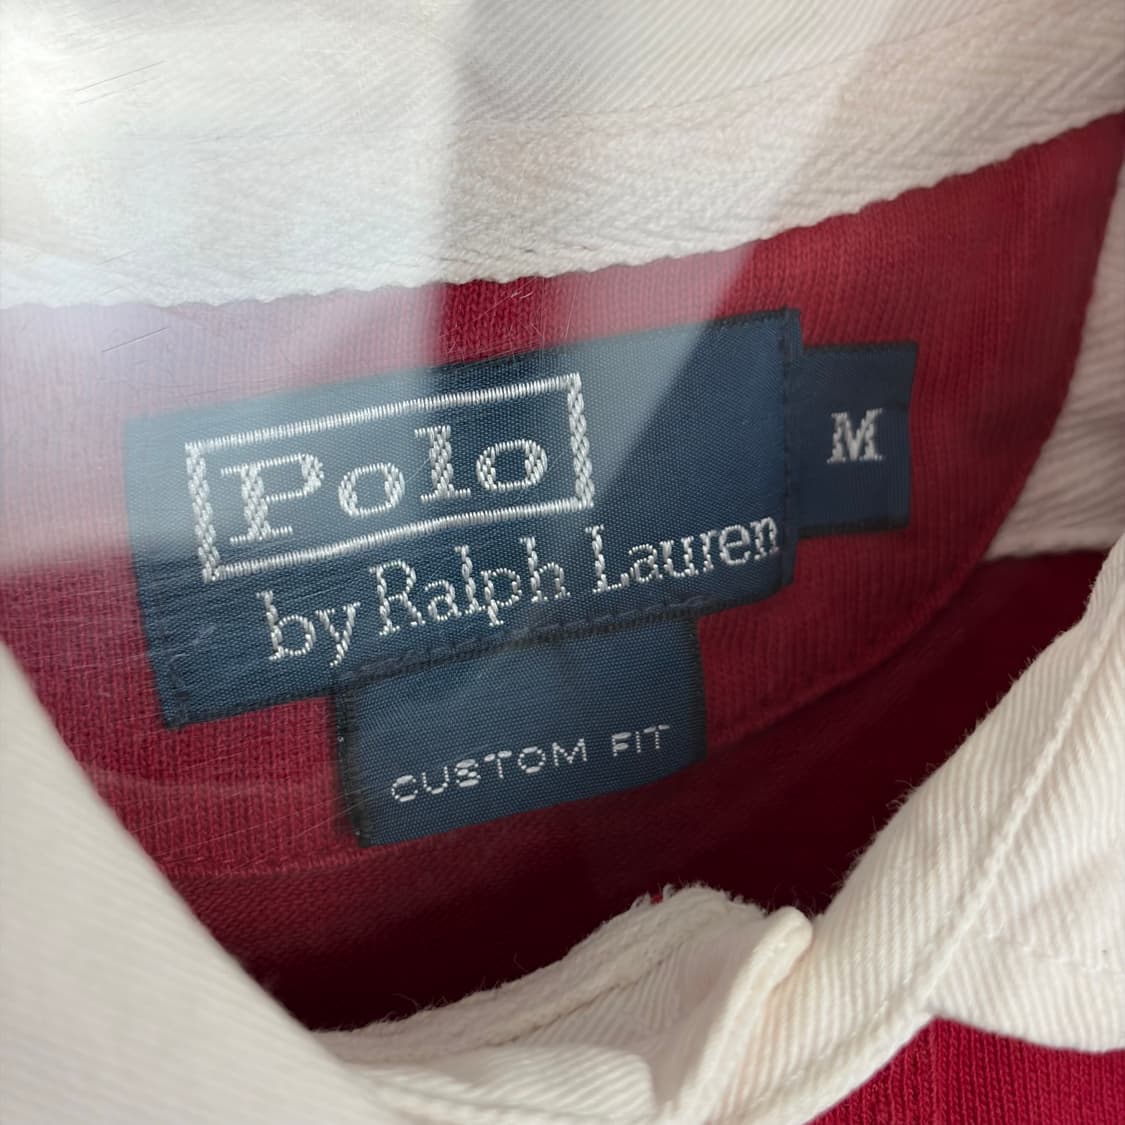 Polo
by Ralph Lauren
M
CUSTOM FIT